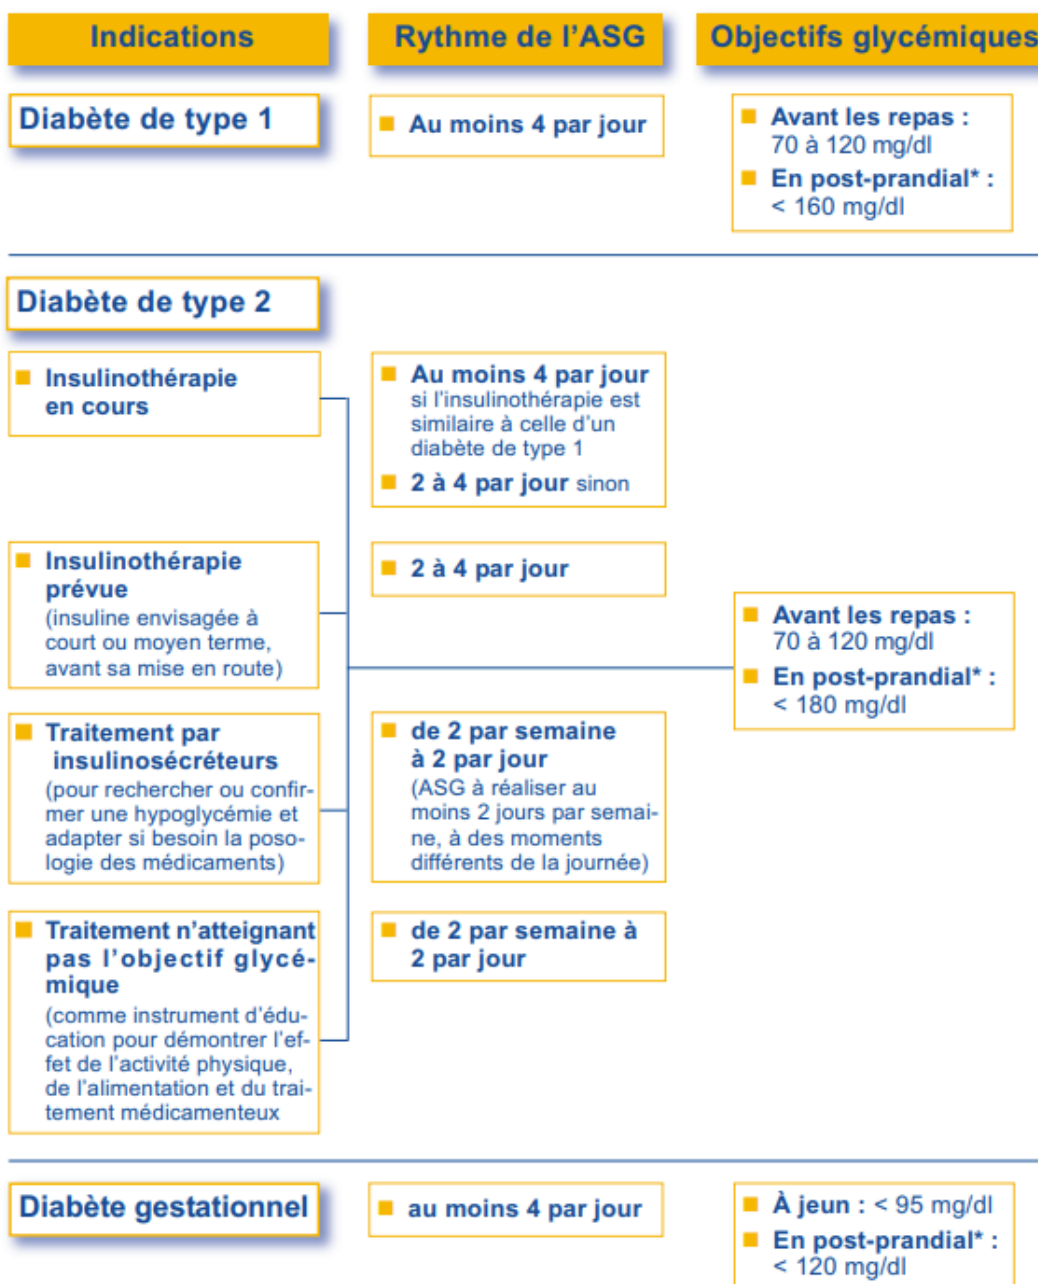 Indications
Rythme de l'ASG
Objectifs glycémiques
Diabète de type 1
■ Au moins 4 par jour
■ Avant les repas :
70 à 120 mg/dl
■ En post-prandial* :
< 160 mg/dl
Diabète de type 2
■ Insulinothérapie
en cours
■ Au moins 4 par jour
si l'insulinothérapie est
similaire à celle d'un
diabète de type 1
■ 2 à 4 par jour sinon
■ Insulinothérapie
prévue
(insuline envisagée à
court ou moyen terme,
avant sa mise en route)
■ 2 à 4 par jour
■ Avant les repas :
70 à 120 mg/dl
■ En post-prandial* :
< 180 mg/dl
■ Traitement par
insulinosécréteurs
(pour rechercher ou confir-
mer une hypoglycémie et
adapter si besoin la poso-
logie des médicaments)
■ de 2 par semaine
à 2 par jour
(ASG à réaliser au
moins 2 jours par semai-
ne, à des moments
différents de la journée)
■ Traitement n'atteignant
pas l'objectif glycé-
mique
(comme instrument d'édu-
cation pour démontrer l'ef-
fet de l'activité physique,
de l'alimentation et du trai-
tement médicamenteux
■ de 2 par semaine à
2 par jour
Diabète gestationnel
■ au moins 4 par jour
■ À jeun : < 95 mg/dl
■ En post-prandial* :
< 120 mg/dl